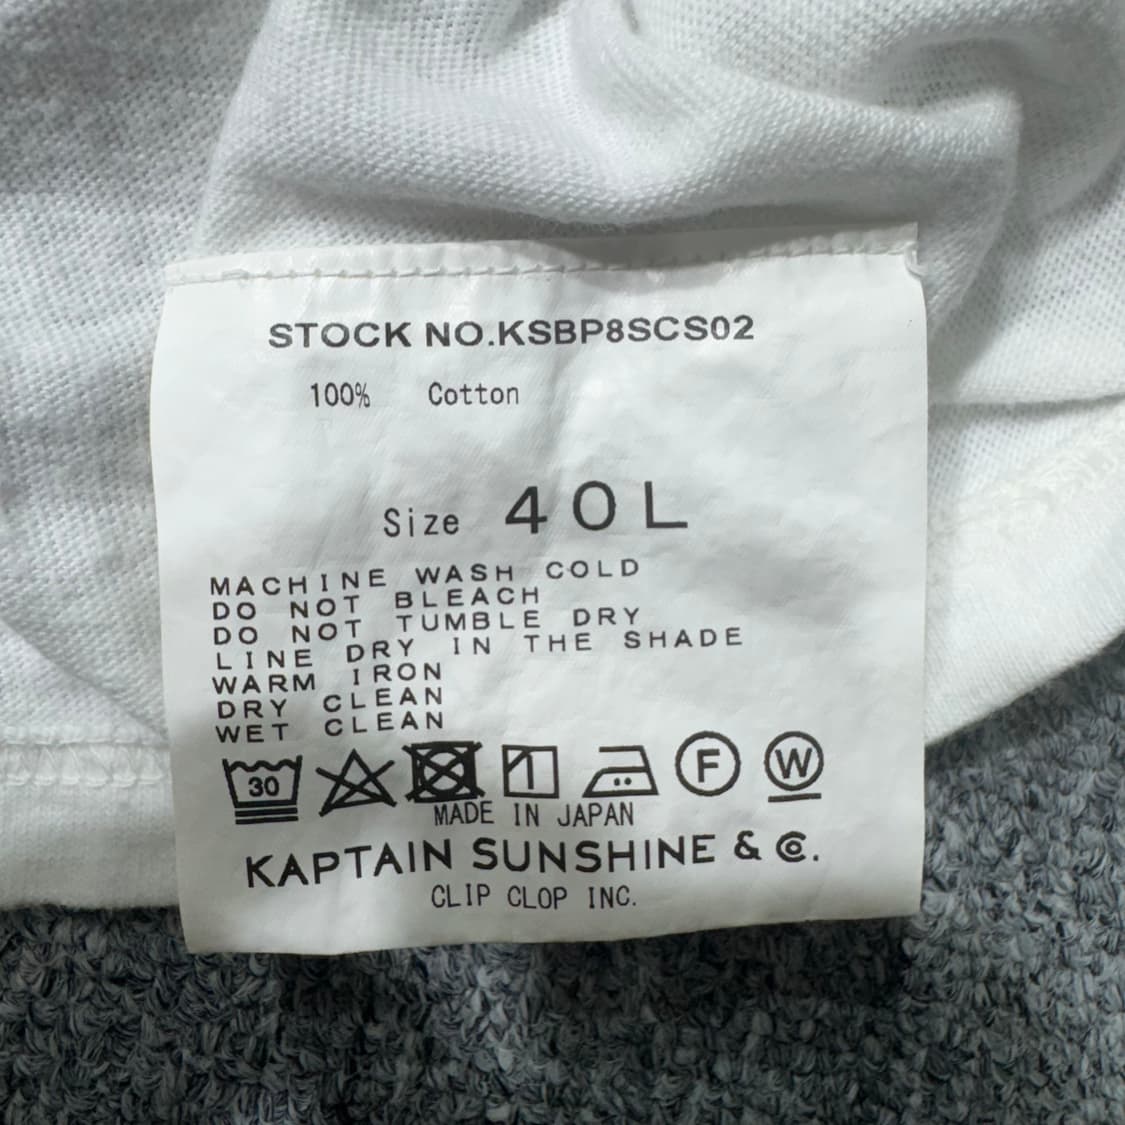 STOCK NO.KSBP8SCS02
100% Cotton
Size 40L
MACHINE WASH COLD
DO NOT BLEACH
DO NOT TUMBLE DRY
LINE DRY IN THE SHADE
WARM IRON
DRY CLEAN
WET CLEAN
30 F W
MADE IN JAPAN
KAPTAIN SUNSHINE & Co.
CLIP CLOP INC.